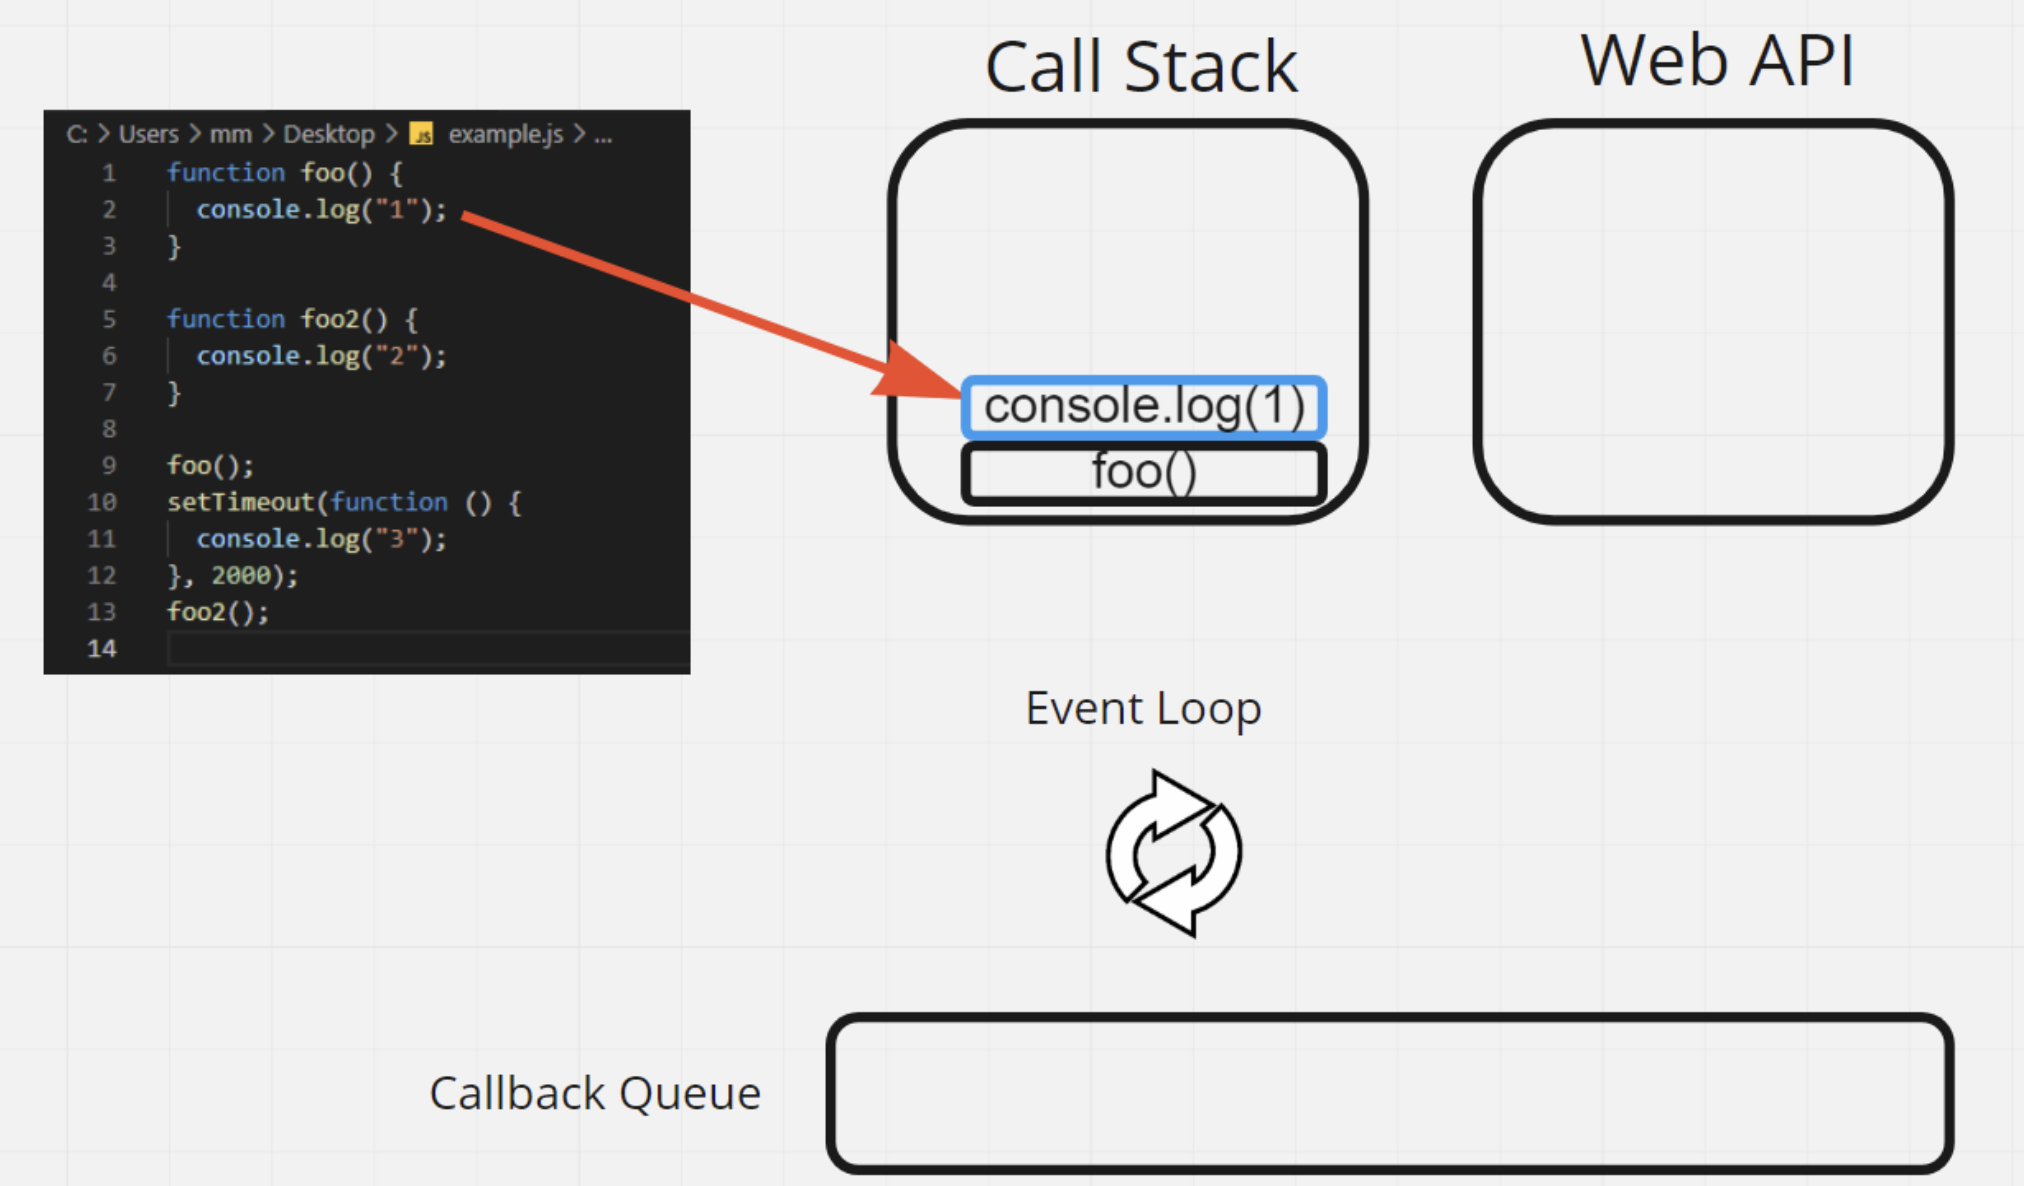 Call Stack
Web API
C: > Users > mm > Desktop > JS example.js > ...
1 function foo() {
2 console.log("1");
3 }
4
5 function foo2() {
6 console.log("2");
7 }
8
9 foo();
10 setTimeout(function () {
11 console.log("3");
12 }, 2000);
13 foo2();
14
console.log(1)
foo()
Event Loop
Callback Queue